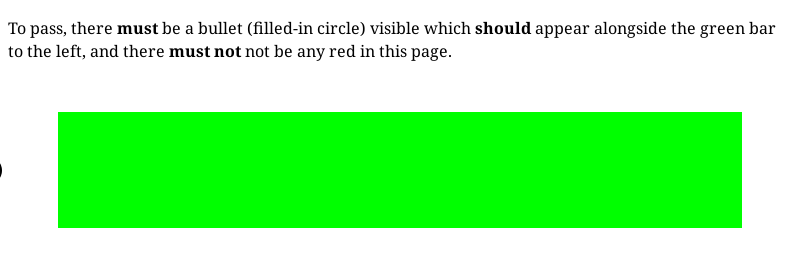 To pass, there must be a bullet (filled-in circle) visible which should appear alongside the green bar
to the left, and there must not not be any red in this page.